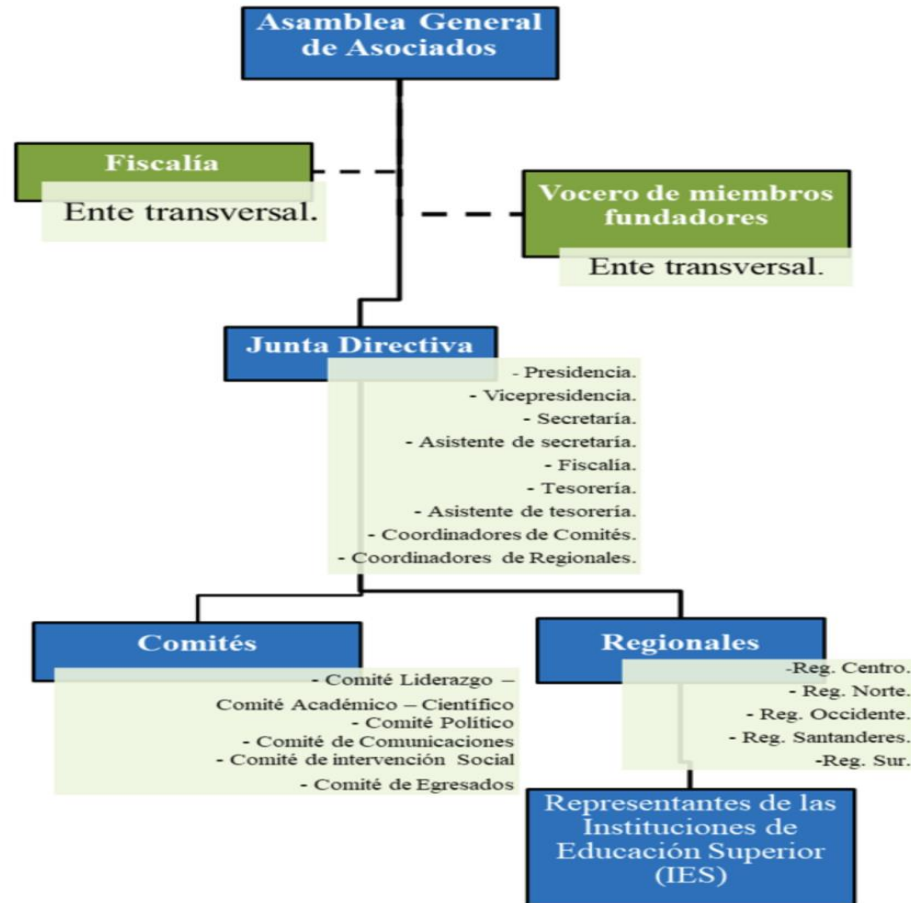 Asamblea General
de Asociados
Fiscalía
Ente transversal.
Vocero de miembros
fundadores
Ente transversal.
Junta Directiva
- Presidencia.
- Vicepresidencia.
- Secretaría.
- Asistente de secretaría.
- Fiscalía.
- Tesorería.
- Asistente de tesorería.
- Coordinadores de Comités.
- Coordinadores de Regionales.
Comités
- Comité Liderazgo –
Comité Académico – Científico
- Comité Político
- Comité de Comunicaciones
- Comité de intervención Social
- Comité de Egresados
Regionales
-Reg. Centro.
- Reg. Norte.
- Reg. Occidente.
- Reg. Santanderes.
-Reg. Sur.
Representantes de las
Instituciones de
Educación Superior
(IES)